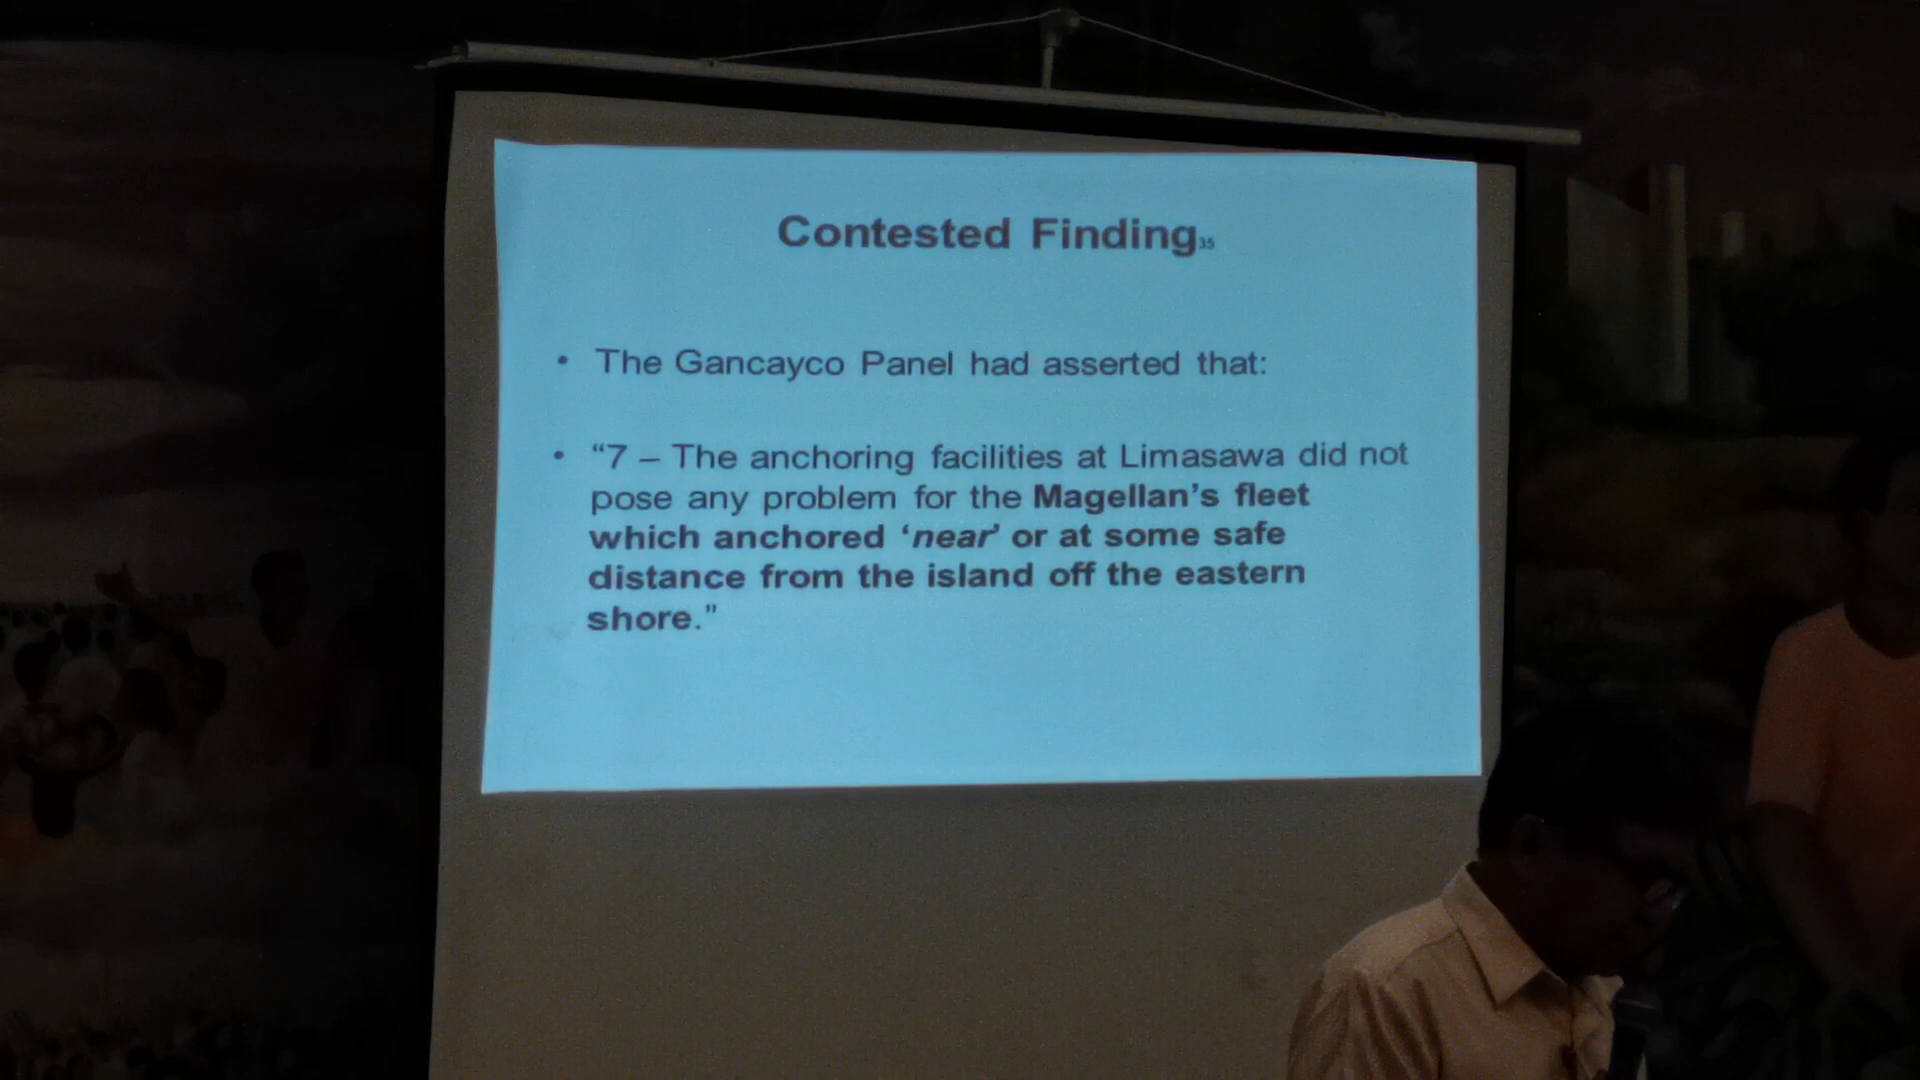 Contested Finding35
• The Gancayco Panel had asserted that:
• “7 – The anchoring facilities at Limasawa did not
pose any problem for the Magellan’s fleet
which anchored ‘near’ or at some safe
distance from the island off the eastern
shore.”